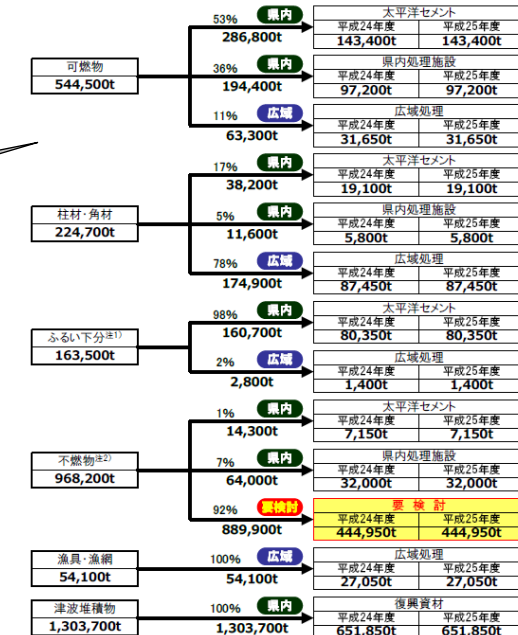 53% 県内
286,800t
太平洋セメント
平成24年度 平成25年度
143,400t 143,400t
可燃物
544,500t
36% 県内
194,400t
県内処理施設
平成24年度 平成25年度
97,200t 97,200t
11% 広域
63,300t
広域処理
平成24年度 平成25年度
31,650t 31,650t
17% 県内
38,200t
太平洋セメント
平成24年度 平成25年度
19,100t 19,100t
柱材・角材
224,700t
5% 県内
11,600t
県内処理施設
平成24年度 平成25年度
5,800t 5,800t
78% 広域
174,900t
広域処理
平成24年度 平成25年度
87,450t 87,450t
98% 県内
160,700t
太平洋セメント
平成24年度 平成25年度
80,350t 80,350t
ふるい下分注1)
163,500t
2% 広域
2,800t
広域処理
平成24年度 平成25年度
1,400t 1,400t
1% 県内
14,300t
太平洋セメント
平成24年度 平成25年度
7,150t 7,150t
不燃物注2)
968,200t
7% 県内
64,000t
県内処理施設
平成24年度 平成25年度
32,000t 32,000t
92% 要検討
889,900t
要検討
平成24年度 平成25年度
444,950t 444,950t
漁具・漁網
54,100t
100% 広域
54,100t
広域処理
平成24年度 平成25年度
27,050t 27,050t
津波堆積物
1,303,700t
100% 県内
1,303,700t
復興資材
平成24年度 平成25年度
651,850t 651,850t